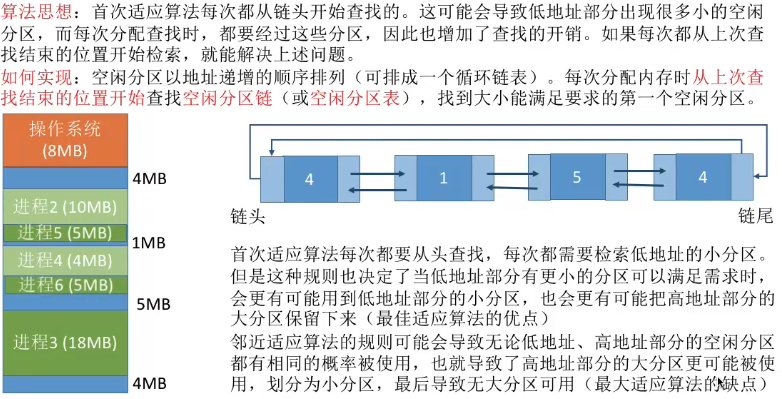 算法思想：首次适应算法每次都从链头开始查找的。这可能会导致低地址部分出现很多小的空闲
分区，而每次分配查找时，都要经过这些分区，因此也增加了查找的开销。如果每次都从上次查
找结束的位置开始检索，就能解决上述问题。
如何实现：空闲分区以地址递增的顺序排列（可排成一个循环链表）。每次分配内存时从上次查
找结束的位置开始查找空闲分区链（或空闲分区表），找到大小能满足要求的第一个空闲分区。
操作系统
(8MB)
4MB
进程2 (10MB)
进程5 (5MB)
1MB
进程4 (4MB)
进程6 (5MB)
5MB
进程3 (18MB)
4MB
4
1
5
4
链头
链尾
首次适应算法每次都要从头查找，每次都需要检索低地址的小分区。
但是这种规则也决定了当低地址部分有更小的分区可以满足需求时，
会更有可能用到低地址部分的小分区，也会更有可能把高地址部分的
大分区保留下来（最佳适应算法的优点）
邻近适应算法的规则可能会导致无论低地址、高地址部分的空闲分区
都有相同的概率被使用，也就导致了高地址部分的大分区更可能被使
用，划分为小分区，最后导致无大分区可用（最大适应算法的缺点）